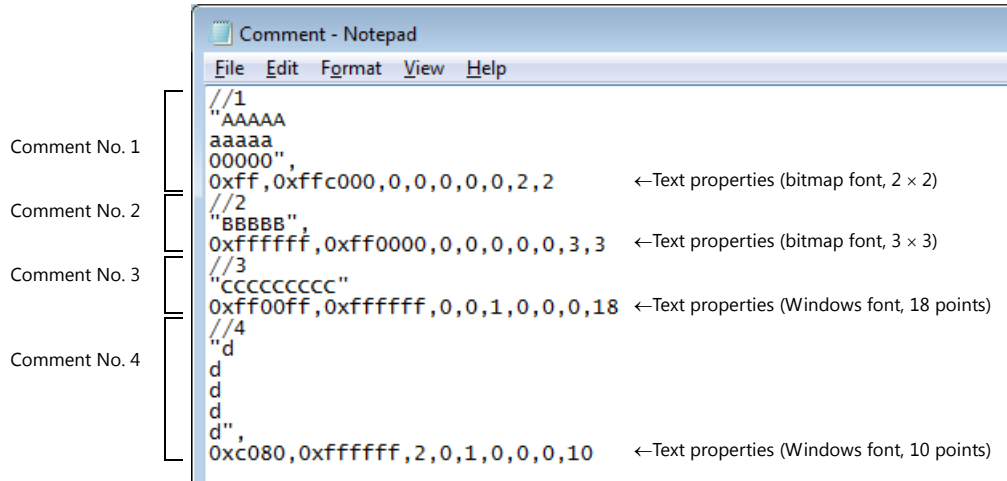 Comment - Notepad
File Edit Format View Help
Comment No. 1
//1
"AAAAA
aaaaa
00000",
0xff,0xffc000,0,0,0,0,0,2,2 ←Text properties (bitmap font, 2 × 2)
Comment No. 2
//2
"BBBBB",
0xffffff,0xff0000,0,0,0,0,0,3,3 ←Text properties (bitmap font, 3 × 3)
Comment No. 3
//3
"ccccccccc"
0xff00ff,0xffffff,0,0,1,0,0,0,18 ←Text properties (Windows font, 18 points)
Comment No. 4
//4
"d
d
d
d
d",
0xc080,0xffffff,2,0,1,0,0,0,10 ←Text properties (Windows font, 10 points)